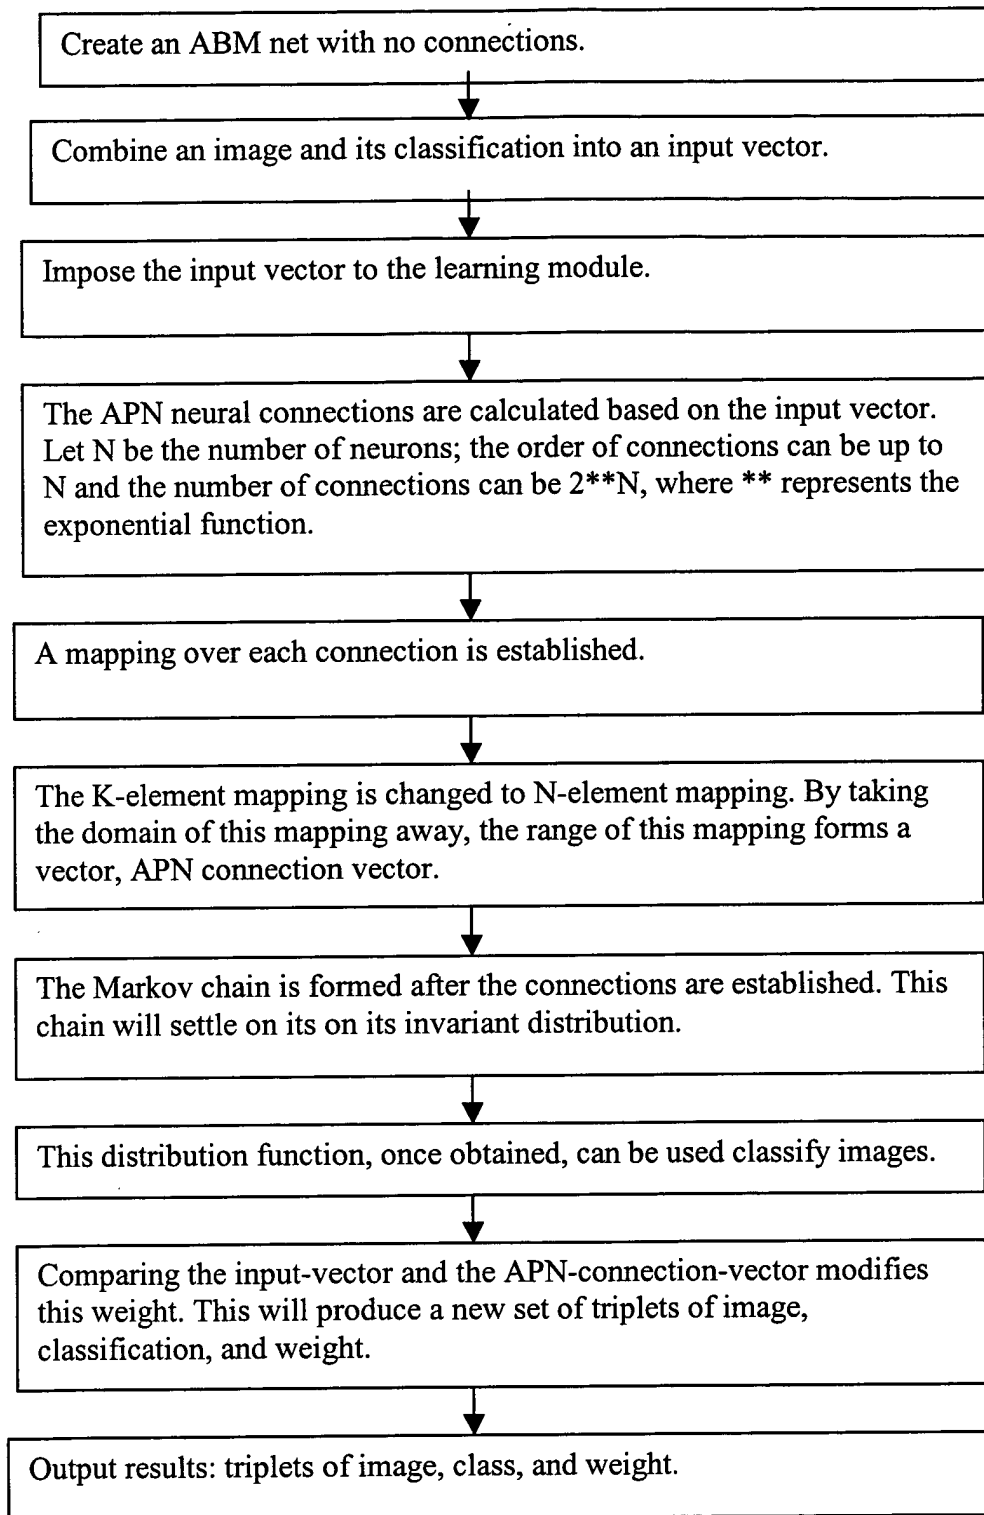 Create an ABM net with no connections.
Combine an image and its classification into an input vector.
Impose the input vector to the learning module.
The APN neural connections are calculated based on the input vector.
Let N be the number of neurons; the order of connections can be up to
N and the number of connections can be 2**N, where ** represents the
exponential function.
A mapping over each connection is established.
The K-element mapping is changed to N-element mapping. By taking
the domain of this mapping away, the range of this mapping forms a
vector, APN connection vector.
The Markov chain is formed after the connections are established. This
chain will settle on its on its invariant distribution.
This distribution function, once obtained, can be used classify images.
Comparing the input-vector and the APN-connection-vector modifies
this weight. This will produce a new set of triplets of image,
classification, and weight.
Output results: triplets of image, class, and weight.